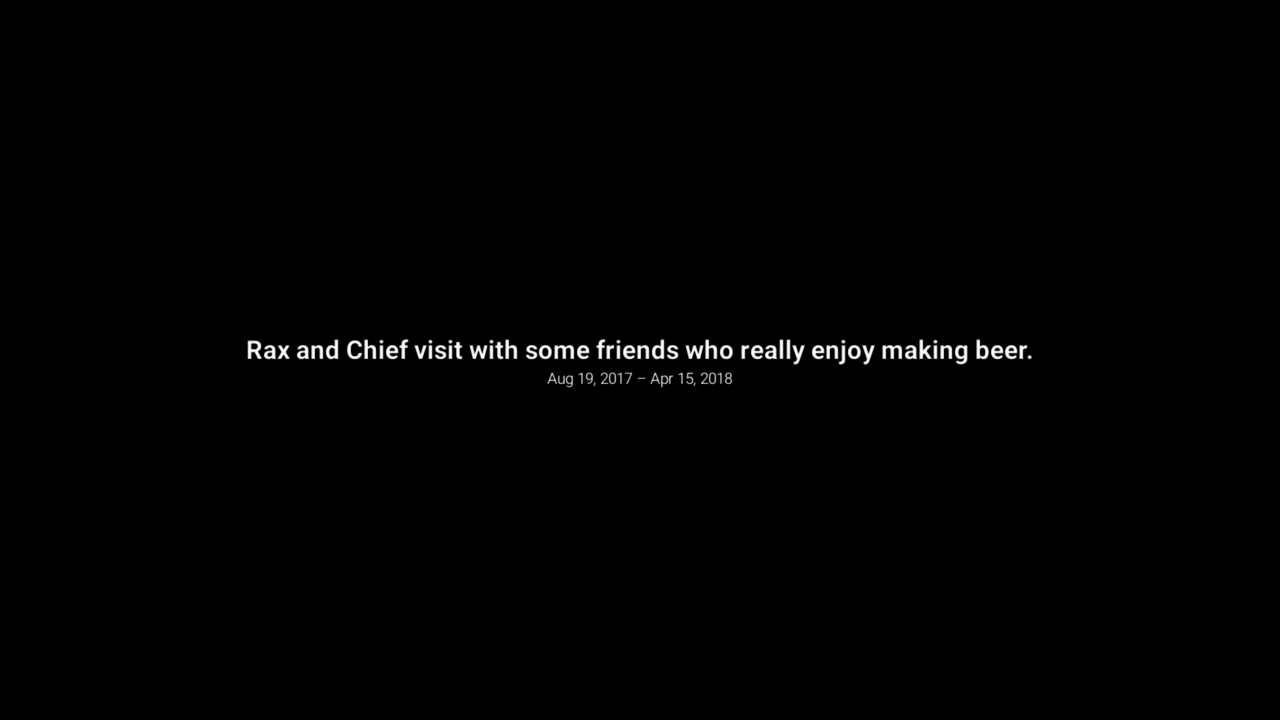 Rax and Chief visit with some friends who really enjoy making beer.
Aug 19, 2017 – Apr 15, 2018